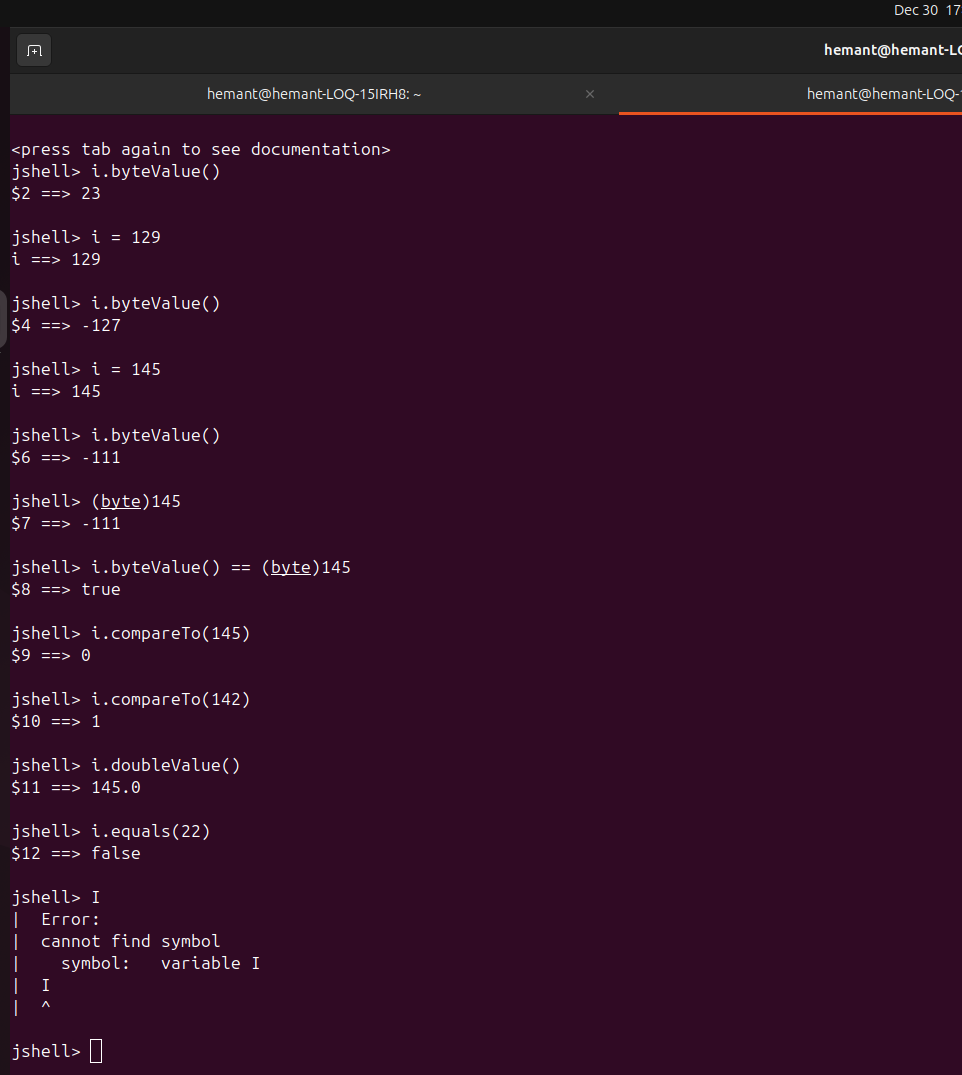 Dec 30 17
hemant@hemant-LO
hemant@hemant-LOQ-15IRH8: ~ ×
hemant@hemant-LOQ-
<press tab again to see documentation>
jshell> i.byteValue()
$2 ==> 23
jshell> i = 129
i ==> 129
jshell> i.byteValue()
$4 ==> -127
jshell> i = 145
i ==> 145
jshell> i.byteValue()
$6 ==> -111
jshell> (byte)145
$7 ==> -111
jshell> i.byteValue() == (byte)145
$8 ==> true
jshell> i.compareTo(145)
$9 ==> 0
jshell> i.compareTo(142)
$10 ==> 1
jshell> i.doubleValue()
$11 ==> 145.0
jshell> i.equals(22)
$12 ==> false
jshell> I
|  Error:
|  cannot find symbol
|    symbol:   variable I
|  I
|  ^
jshell>